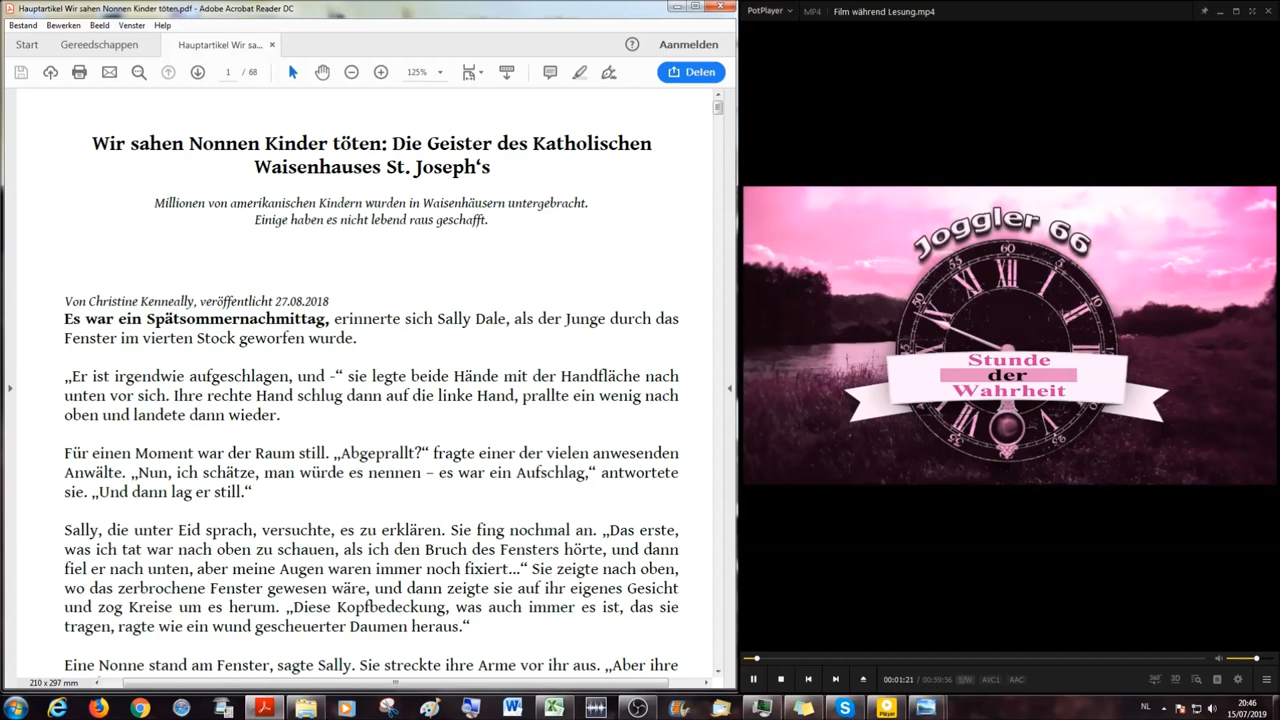 Hauptartikel Wir sahen Nonnen Kinder töten.pdf - Adobe Acrobat Reader DC
Bestand Bewerken Beeld Venster Help
Start Gereedschappen Hauptartikel Wir sa... × Aanmelden
1 / 68 125% Delen
Wir sahen Nonnen Kinder töten: Die Geister des Katholischen
Waisenhauses St. Joseph‘s
Millionen von amerikanischen Kindern wurden in Waisenhäusern untergebracht.
Einige haben es nicht lebend raus geschafft.
Von Christine Kenneally, veröffentlicht 27.08.2018
Es war ein Spätsommernachmittag, erinnerte sich Sally Dale, als der Junge durch das
Fenster im vierten Stock geworfen wurde.
„Er ist irgendwie aufgeschlagen, und -“ sie legte beide Hände mit der Handfläche nach
unten vor sich. Ihre rechte Hand schlug dann auf die linke Hand, prallte ein wenig nach
oben und landete dann wieder.
Für einen Moment war der Raum still. „Abgeprallt?“ fragte einer der vielen anwesenden
Anwälte. „Nun, ich schätze, man würde es nennen – es war ein Aufschlag,“ antwortete
sie. „Und dann lag er still.“
Sally, die unter Eid sprach, versuchte, es zu erklären. Sie fing nochmal an. „Das erste,
was ich tat war nach oben zu schauen, als ich den Bruch des Fensters hörte, und dann
fiel er nach unten, aber meine Augen waren immer noch fixiert...“ Sie zeigte nach oben,
wo das zerbrochene Fenster gewesen wäre, und dann zeigte sie auf ihr eigenes Gesicht
und zog Kreise um es herum. „Diese Kopfbedeckung, was auch immer es ist, das sie
tragen, ragte wie ein wund gescheuerter Daumen heraus.“
Eine Nonne stand am Fenster, sagte Sally. Sie streckte ihre Arme vor ihr aus. „Aber ihre
210 x 297 mm
PotPlayer MP4 Film während Lesung.mp4
Joggler 66
60
55 5
50 10
XII
Stunde
der
Wahrheit
00:01:21 / 00:59:56 S/W AVC1 AAC
3D
NL 20:46
15/07/2019